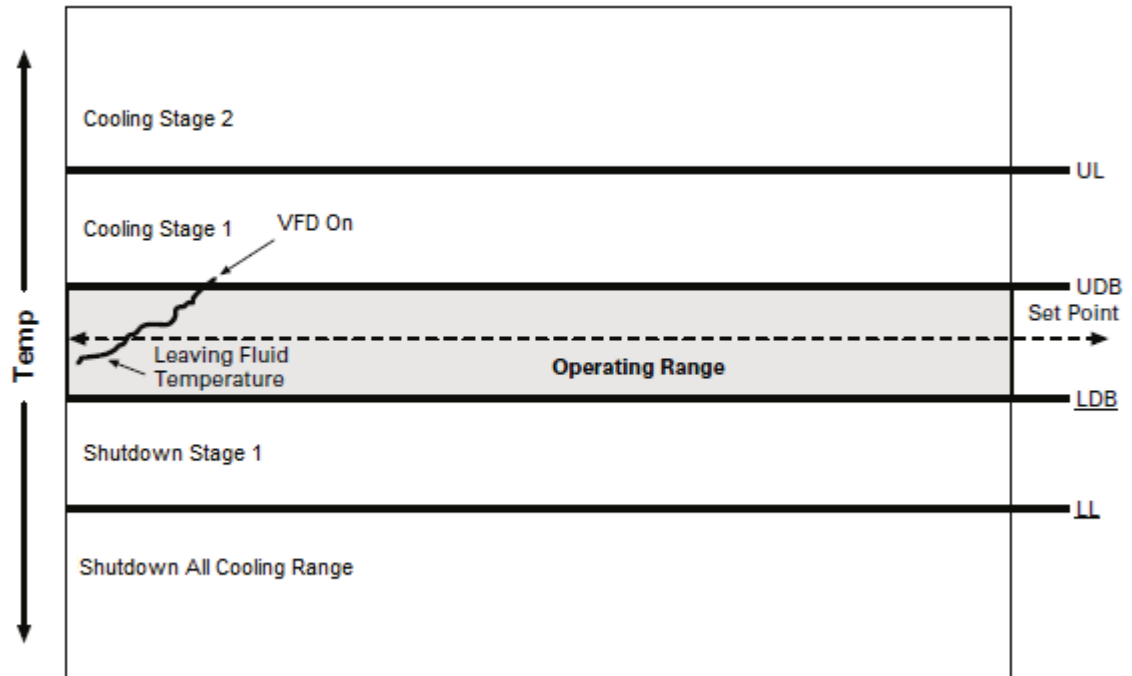 Cooling Stage 2
UL
Cooling Stage 1
VFD On
UDB
Set Point
Temp
Leaving Fluid
Temperature
Operating Range
LDB
Shutdown Stage 1
LL
Shutdown All Cooling Range